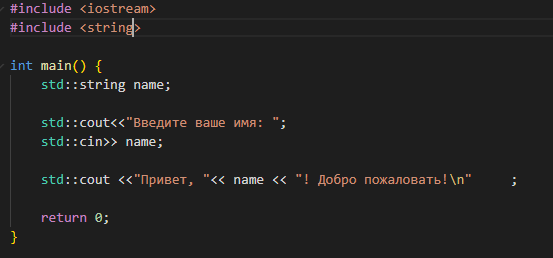 #include <iostream>
#include <string>
int main() {
    std::string name;
    std::cout<<"Введите ваше имя: ";
    std::cin>> name;
    std::cout <<"Привет, "<< name << "! Добро пожаловать!\n"     ;
    return 0;
}